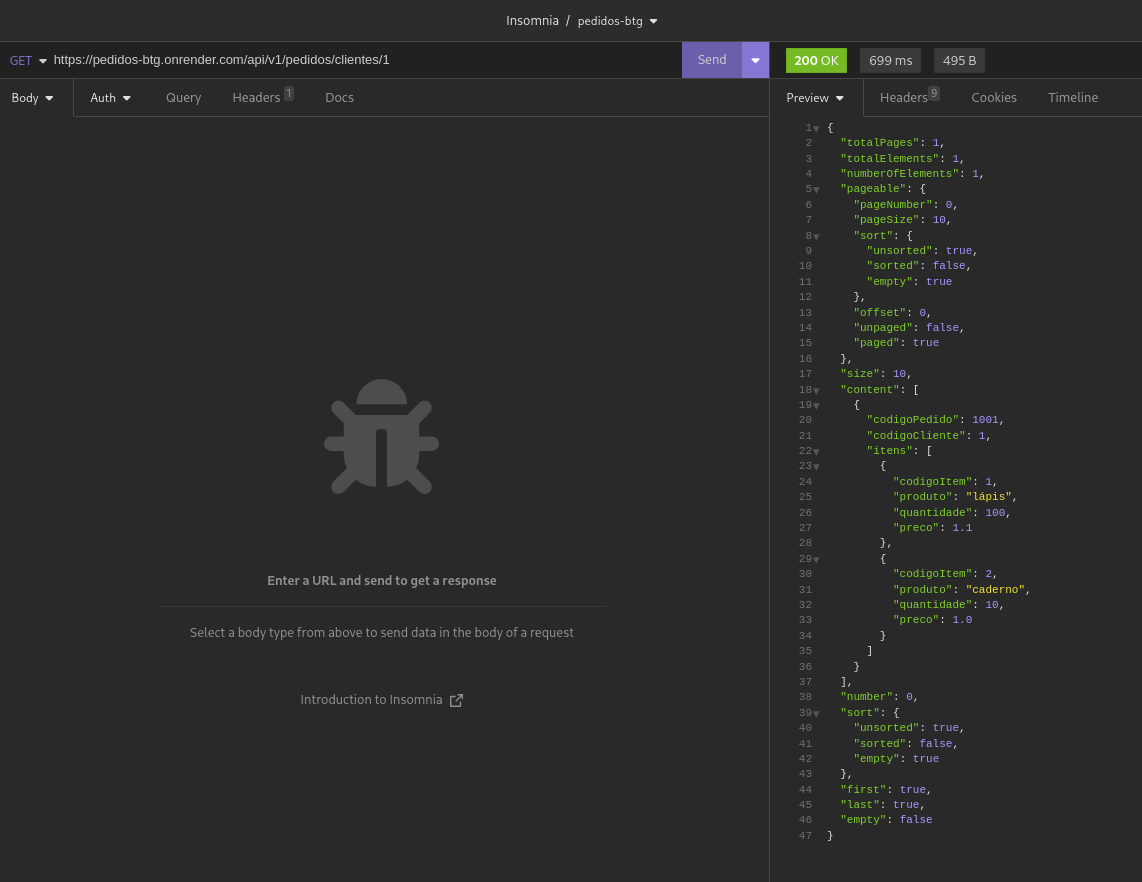 Insomnia / pedidos-btg
GET https://pedidos-btg.onrender.com/api/v1/pedidos/clientes/1 Send 200 OK 699 ms 495 B
Body Auth Query Headers 1 Docs Preview Headers 9 Cookies Timeline
1 {
2 "totalPages": 1,
3 "totalElements": 1,
4 "numberOfElements": 1,
5 "pageable": {
6 "pageNumber": 0,
7 "pageSize": 10,
8 "sort": {
9 "unsorted": true,
10 "sorted": false,
11 "empty": true
12 },
13 "offset": 0,
14 "unpaged": false,
15 "paged": true
16 },
17 "size": 10,
18 "content": [
19 {
20 "codigoPedido": 1001,
21 "codigoCliente": 1,
22 "itens": [
23 {
24 "codigoItem": 1,
25 "produto": "lápis",
26 "quantidade": 100,
27 "preco": 1.1
28 },
29 {
30 "codigoItem": 2,
31 "produto": "caderno",
32 "quantidade": 10,
33 "preco": 1.0
34 }
35 ]
36 }
37 ],
38 "number": 0,
39 "sort": {
40 "unsorted": true,
41 "sorted": false,
42 "empty": true
43 },
44 "first": true,
45 "last": true,
46 "empty": false
47 }
Enter a URL and send to get a response
Select a body type from above to send data in the body of a request
Introduction to Insomnia